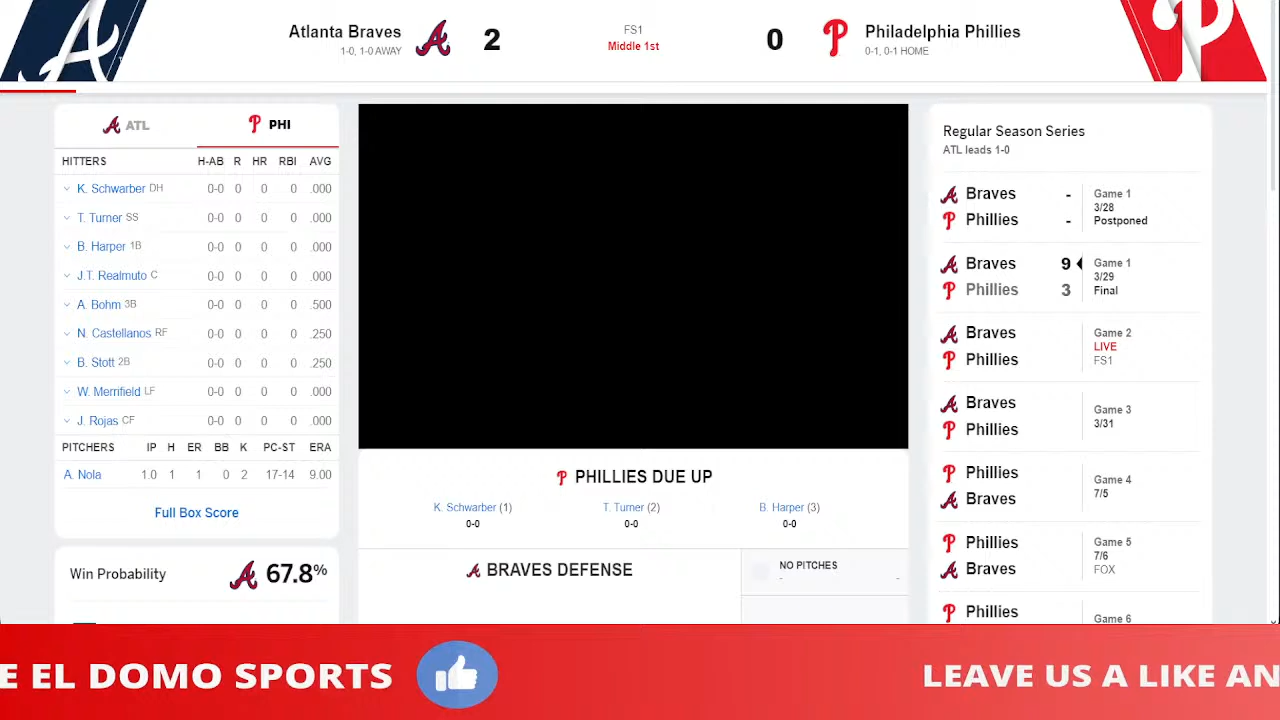 Atlanta Braves
1-0, 1-0 AWAY
2
FS1
Middle 1st
0
Philadelphia Phillies
0-1, 0-1 HOME
ATL
PHI
HITTERS H-AB R HR RBI AVG
K. Schwarber DH 0-0 0 0 0 .000
T. Turner SS 0-0 0 0 0 .000
B. Harper 1B 0-0 0 0 0 .000
J.T. Realmuto C 0-0 0 0 0 .000
A. Bohm 3B 0-0 0 0 0 .500
N. Castellanos RF 0-0 0 0 0 .250
B. Stott 2B 0-0 0 0 0 .250
W. Merrifield LF 0-0 0 0 0 .000
J. Rojas CF 0-0 0 0 0 .000
PITCHERS IP H ER BB K PC-ST ERA
A. Nola 1.0 1 1 0 2 17-14 9.00
Full Box Score
Win Probability 67.8%
PHILLIES DUE UP
K. Schwarber (1) T. Turner (2) B. Harper (3)
0-0 0-0 0-0
BRAVES DEFENSE
NO PITCHES
- -
Regular Season Series
ATL leads 1-0
Braves -
Phillies -
Game 1
3/28
Postponed
Braves 9
Phillies 3
Game 1
3/29
Final
Braves
Phillies
Game 2
LIVE
FS1
Braves
Phillies
Game 3
3/31
Phillies
Braves
Game 4
7/5
Phillies
Braves
Game 5
7/6
FOX
Phillies
Game 6
E EL DOMO SPORTS
LEAVE US A LIKE AN